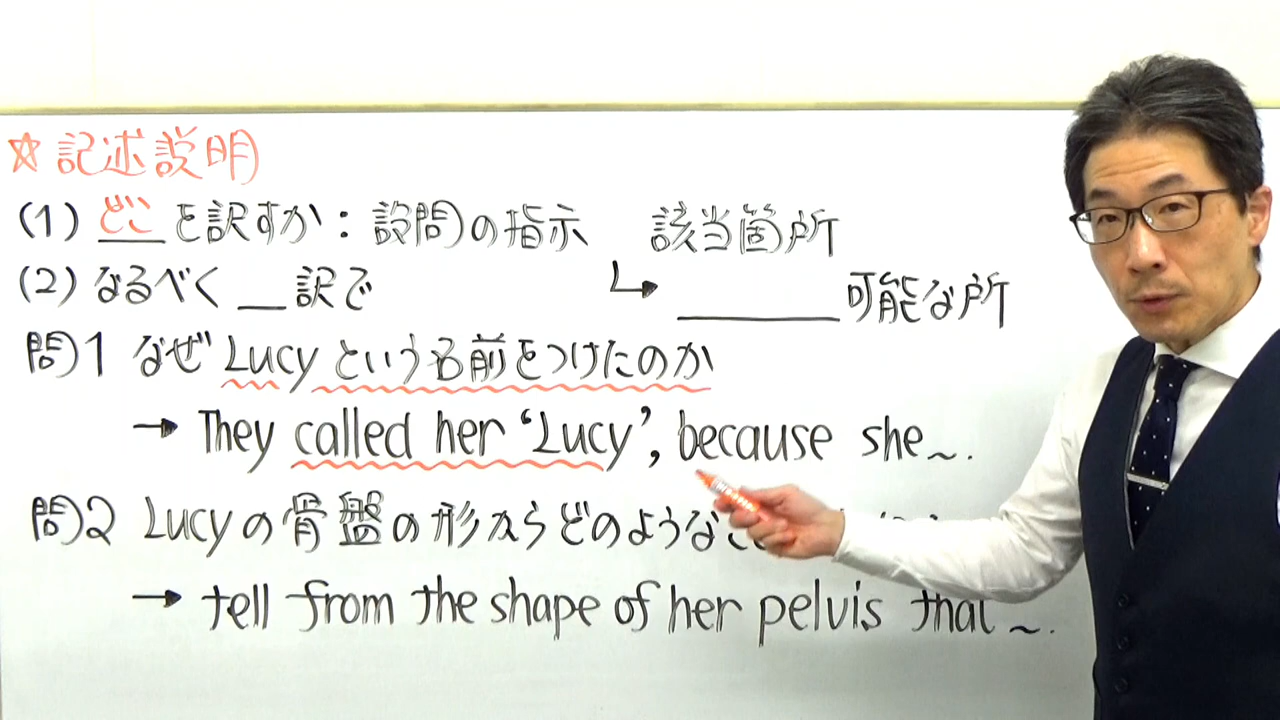 ☆記述説明
(1) どこを訳すか:設問の指示 該当箇所
(2) なるべく__訳で ↳ ______可能な所
問1 なぜLucyという名前をつけたのか
→ They called her ‘Lucy’, because she~.
問2 Lucyの骨盤の形からどのようなこ
→ tell from the shape of her pelvis that ~.